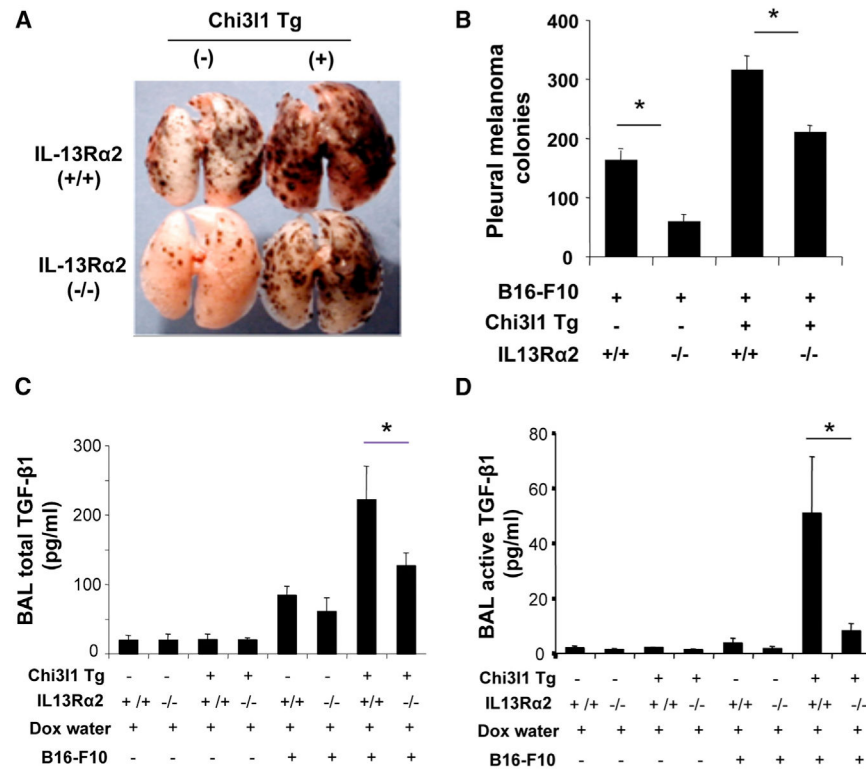 A
Chi3l1 Tg
(-) (+)
IL-13Rα2
(+/+)
IL-13Rα2
(-/-)
B
Pleural melanoma
colonies
400
300
200
100
0
*
*
B16-F10 + + + +
Chi3l1 Tg - - + +
IL13Rα2 +/+ -/- +/+ -/-
C
BAL total TGF-β1
(pg/ml)
300
200
100
0
*
Chi3l1 Tg - - + + - - + +
IL13Rα2 + /+ -/- + /+ -/- +/+ -/- +/+ -/-
Dox water + + + + + + + +
B16-F10 - - - - + + + +
D
BAL active TGF-β1
(pg/ml)
80
60
40
20
0
*
Chi3l1 Tg - - + + - - + +
IL13Rα2 + /+ -/- + /+ -/- +/+ -/- +/+ -/-
Dox water + + + + + + + +
B16-F10 - - - - + + + +